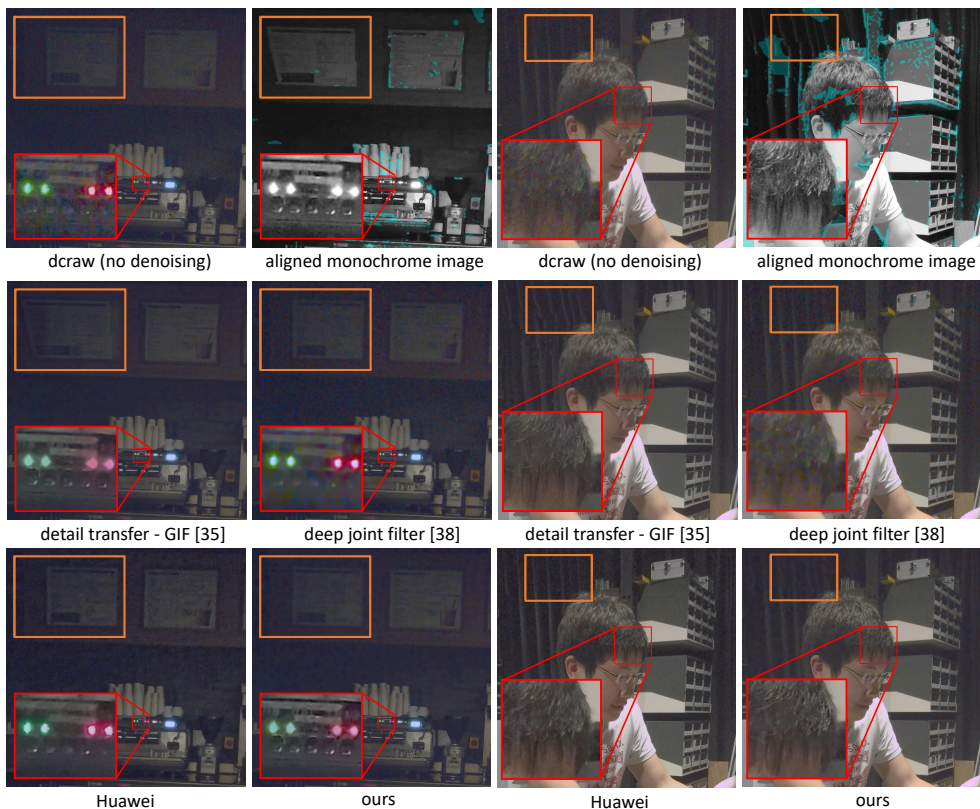 dcraw (no denoising)
aligned monochrome image
dcraw (no denoising)
aligned monochrome image
detail transfer - GIF [35]
deep joint filter [38]
detail transfer - GIF [35]
deep joint filter [38]
Huawei
ours
Huawei
ours